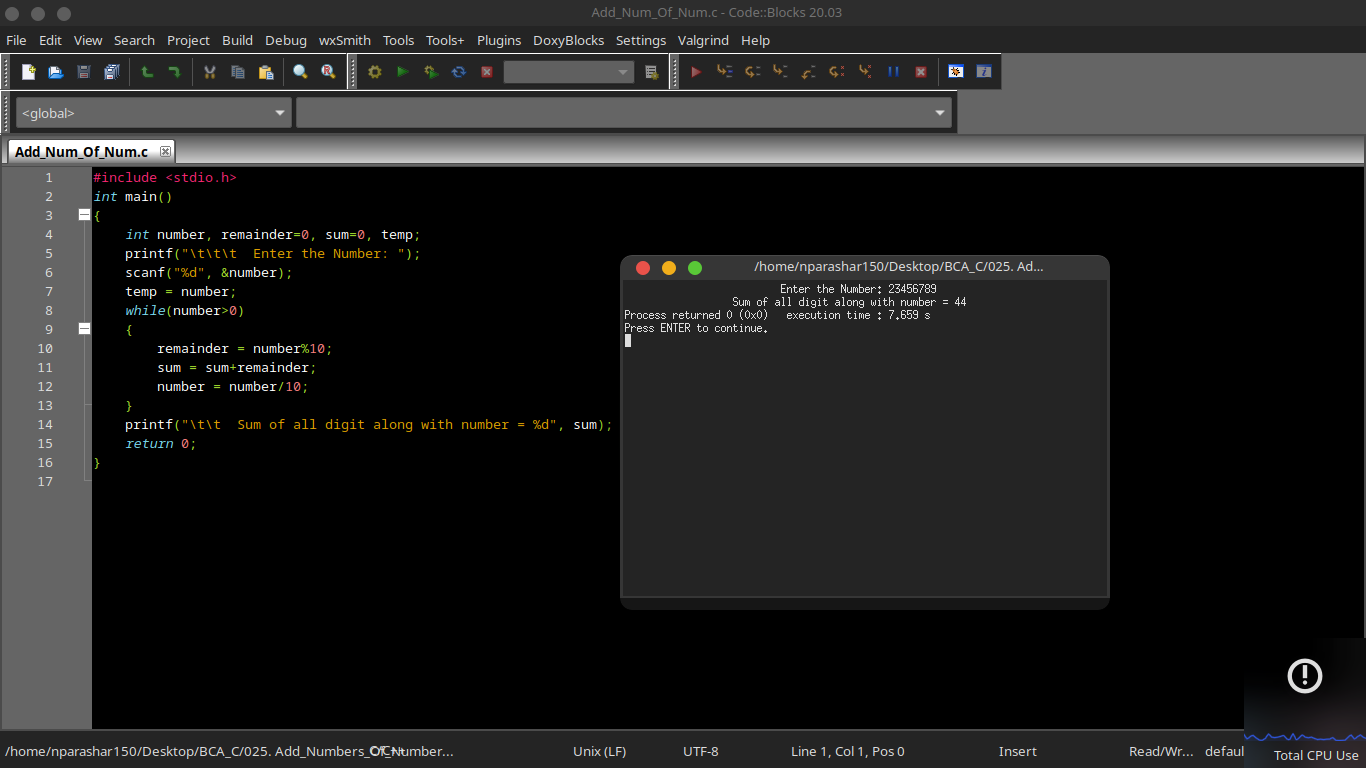 Add_Num_Of_Num.c - Code::Blocks 20.03
File Edit View Search Project Build Debug wxSmith Tools Tools+ Plugins DoxyBlocks Settings Valgrind Help
<global>
Add_Num_Of_Num.c
1 #include <stdio.h>
2 int main()
3 {
4 int number, remainder=0, sum=0, temp;
5 printf("\t\t\t  Enter the Number: ");
6 scanf("%d", &number);
7 temp = number;
8 while(number>0)
9 {
10 remainder = number%10;
11 sum = sum+remainder;
12 number = number/10;
13 }
14 printf("\t\t  Sum of all digit along with number = %d", sum);
15 return 0;
16 }
17
/home/nparashar150/Desktop/BCA_C/025. Ad...
Enter the Number: 23456789
Sum of all digit along with number = 44
Process returned 0 (0x0)   execution time : 7.659 s
Press ENTER to continue.
/home/nparashar150/Desktop/BCA_C/025. Add_Numbers_Of_Number... Unix (LF) UTF-8 Line 1, Col 1, Pos 0 Insert Read/Wr... defaul
Total CPU Use